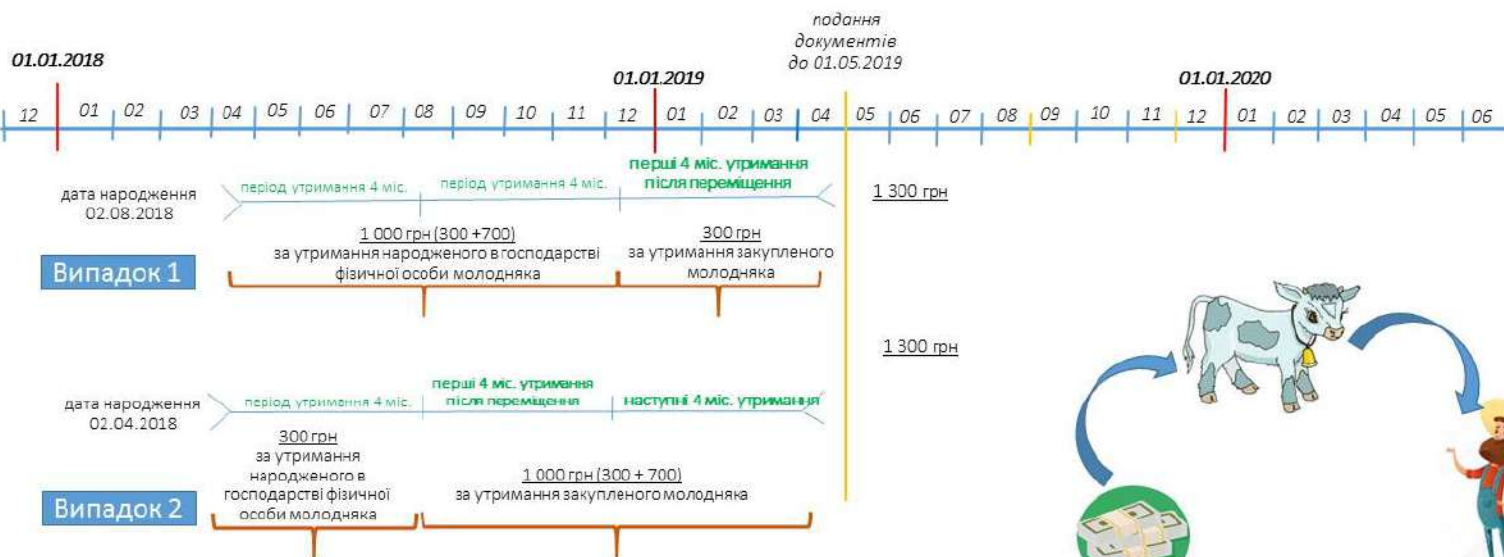 подання
документів
до 01.05.2019
01.01.2018
01.01.2019
01.01.2020
12 01 02 03 04 05 06 07 08 09 10 11 12 01 02 03 04 05 06 07 08 09 10 11 12 01 02 03 04 05 06
дата народження
02.08.2018
період утримання 4 міс.
період утримання 4 міс.
перші 4 міс. утримання
після переміщення
1 300 грн
1 000 грн (300 +700)
за утримання народженого в господарстві
фізичної особи молодняка
300 грн
за утримання закупленого
молодняка
Випадок 1
1 300 грн
дата народження
02.04.2018
період утримання 4 міс.
перші 4 міс. утримання
після переміщення
наступні 4 міс. утримання
300 грн
за утримання
народженого в
господарстві фізичної
особи молодняка
1 000 грн (300 + 700)
за утримання закупленого молодняка
Випадок 2